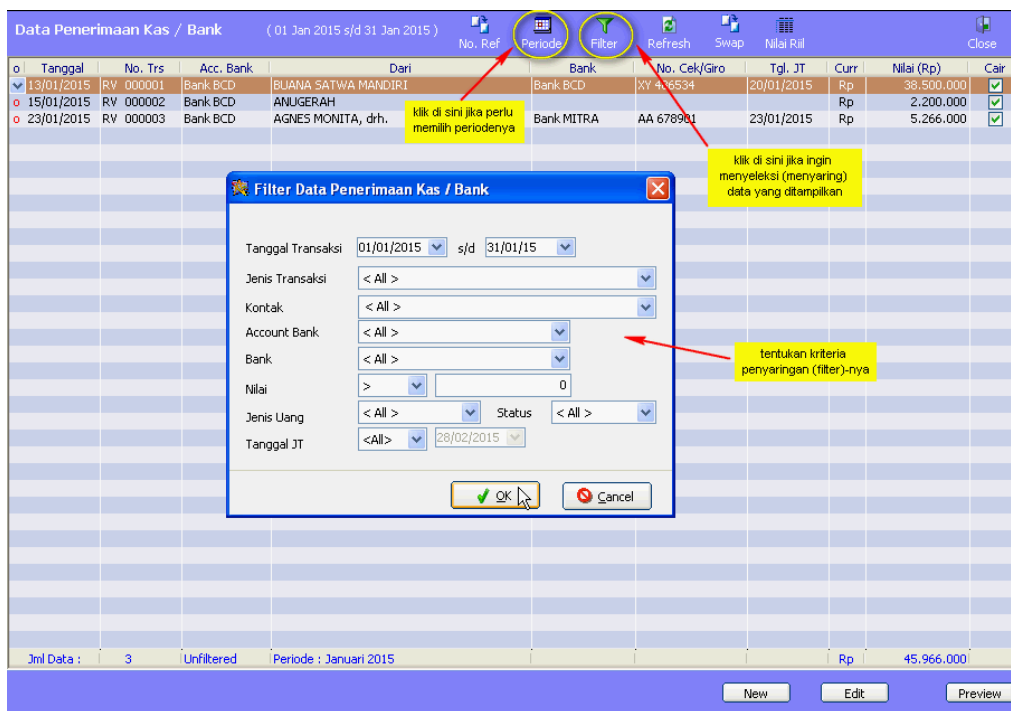 Data Penerimaan Kas / Bank ( 01 Jan 2015 s/d 31 Jan 2015 ) No. Ref Periode Filter Refresh Swap Nilai Riil Close
o Tanggal No. Trs Acc. Bank Dari Bank No. Cek/Giro Tgl. JT Curr Nilai (Rp) Cair
13/01/2015 RV 000001 Bank BCD BUANA SATWA MANDIRI Bank BCD XY 436534 20/01/2015 Rp 38.500.000
o 15/01/2015 RV 000002 Bank BCD ANUGERAH Rp 2.200.000
o 23/01/2015 RV 000003 Bank BCD AGNES MONITA, drh. Bank MITRA AA 678901 23/01/2015 Rp 5.266.000
klik di sini jika perlu
memilih periodenya
klik di sini jika ingin
menyeleksi (menyaring)
data yang ditampilkan
Filter Data Penerimaan Kas / Bank
Tanggal Transaksi 01/01/2015 s/d 31/01/15
Jenis Transaksi < All >
Kontak < All >
Account Bank < All >
Bank < All >
Nilai > 0
Jenis Uang < All > Status < All >
Tanggal JT <All> 28/02/2015
OK Cancel
tentukan kriteria
penyaringan (filter)-nya
Jml Data : 3 Unfiltered Periode : Januari 2015 Rp 45.966.000
New Edit Preview